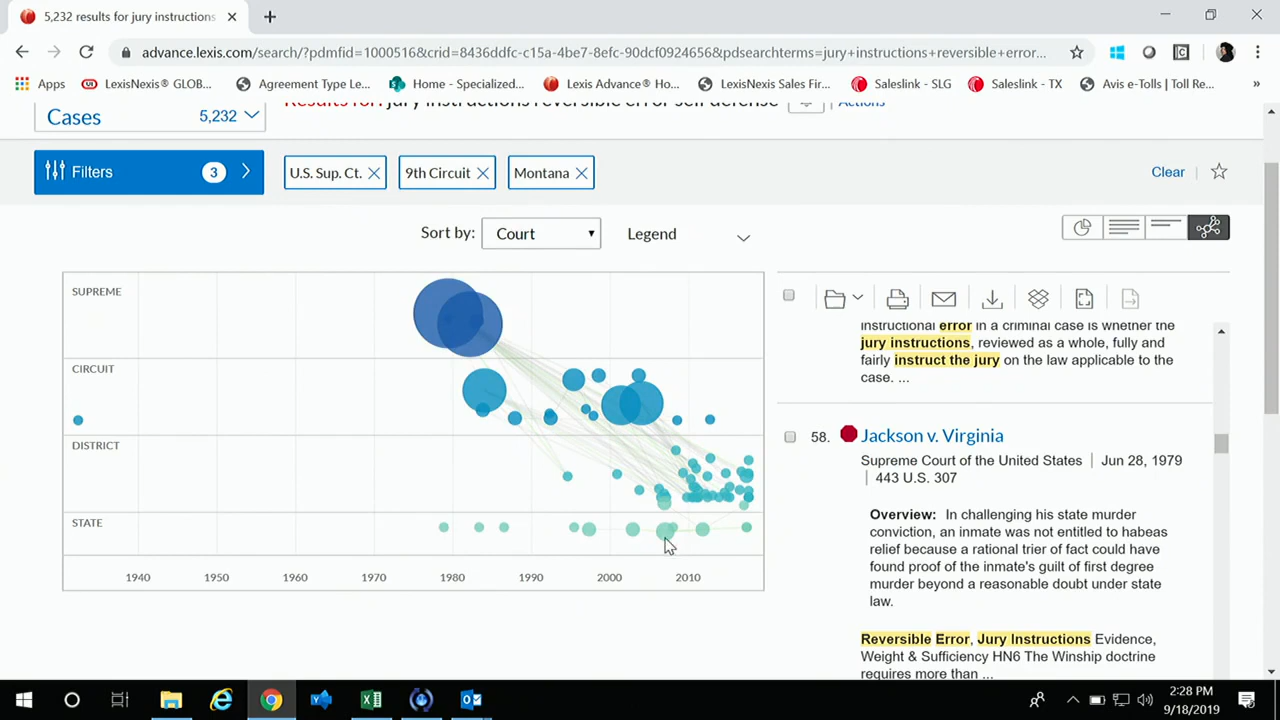 5,232 results for jury instructions
advance.lexis.com/search/?pdmfid=1000516&crid=8436ddfc-c15a-4be7-8efc-90dcf0924656&pdsearchterms=jury+instructions+reversible+error...
Apps LexisNexis® GLOB... Agreement Type Le... Home - Specialized... Lexis Advance® Ho... LexisNexis Sales Fir... Saleslink - SLG Saleslink - TX Avis e-Tolls | Toll Re... »
Results for: jury instructions reversible error self defense Actions
Cases 5,232
Filters 3 U.S. Sup. Ct. 9th Circuit Montana Clear
Sort by: Court Legend
SUPREME
CIRCUIT
DISTRICT
STATE
1940 1950 1960 1970 1980 1990 2000 2010
instructional error in a criminal case is whether the
jury instructions, reviewed as a whole, fully and
fairly instruct the jury on the law applicable to the
case. ...
58. Jackson v. Virginia
Supreme Court of the United States | Jun 28, 1979
| 443 U.S. 307
Overview: In challenging his state murder
conviction, an inmate was not entitled to habeas
relief because a rational trier of fact could have
found proof of the inmate's guilt of first degree
murder beyond a reasonable doubt under state
law.
Reversible Error, Jury Instructions Evidence,
Weight & Sufficiency HN6 The Winship doctrine
requires more than ...
2:28 PM
9/18/2019